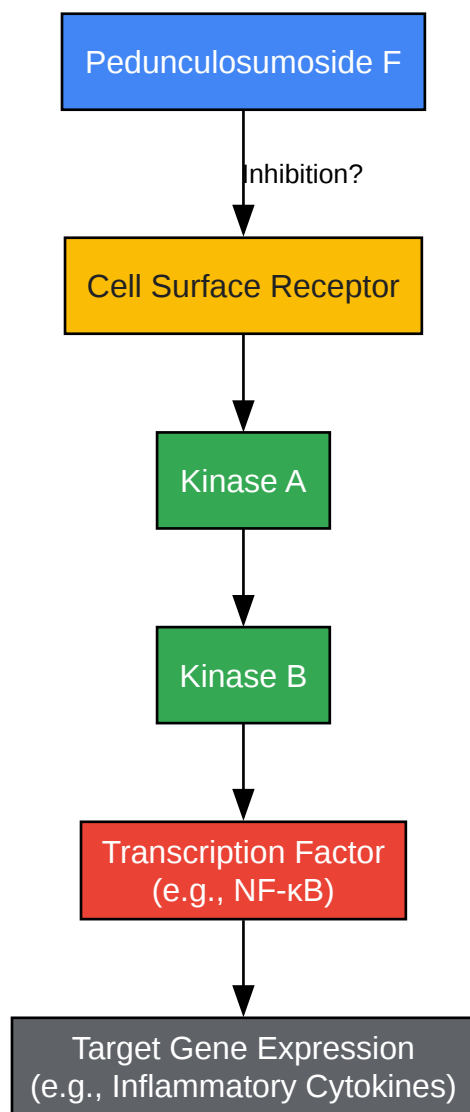 Pedunculosumoside F
Inhibition?
Cell Surface Receptor
Kinase A
Kinase B
Transcription Factor
(e.g., NF-κB)
Target Gene Expression
(e.g., Inflammatory Cytokines)